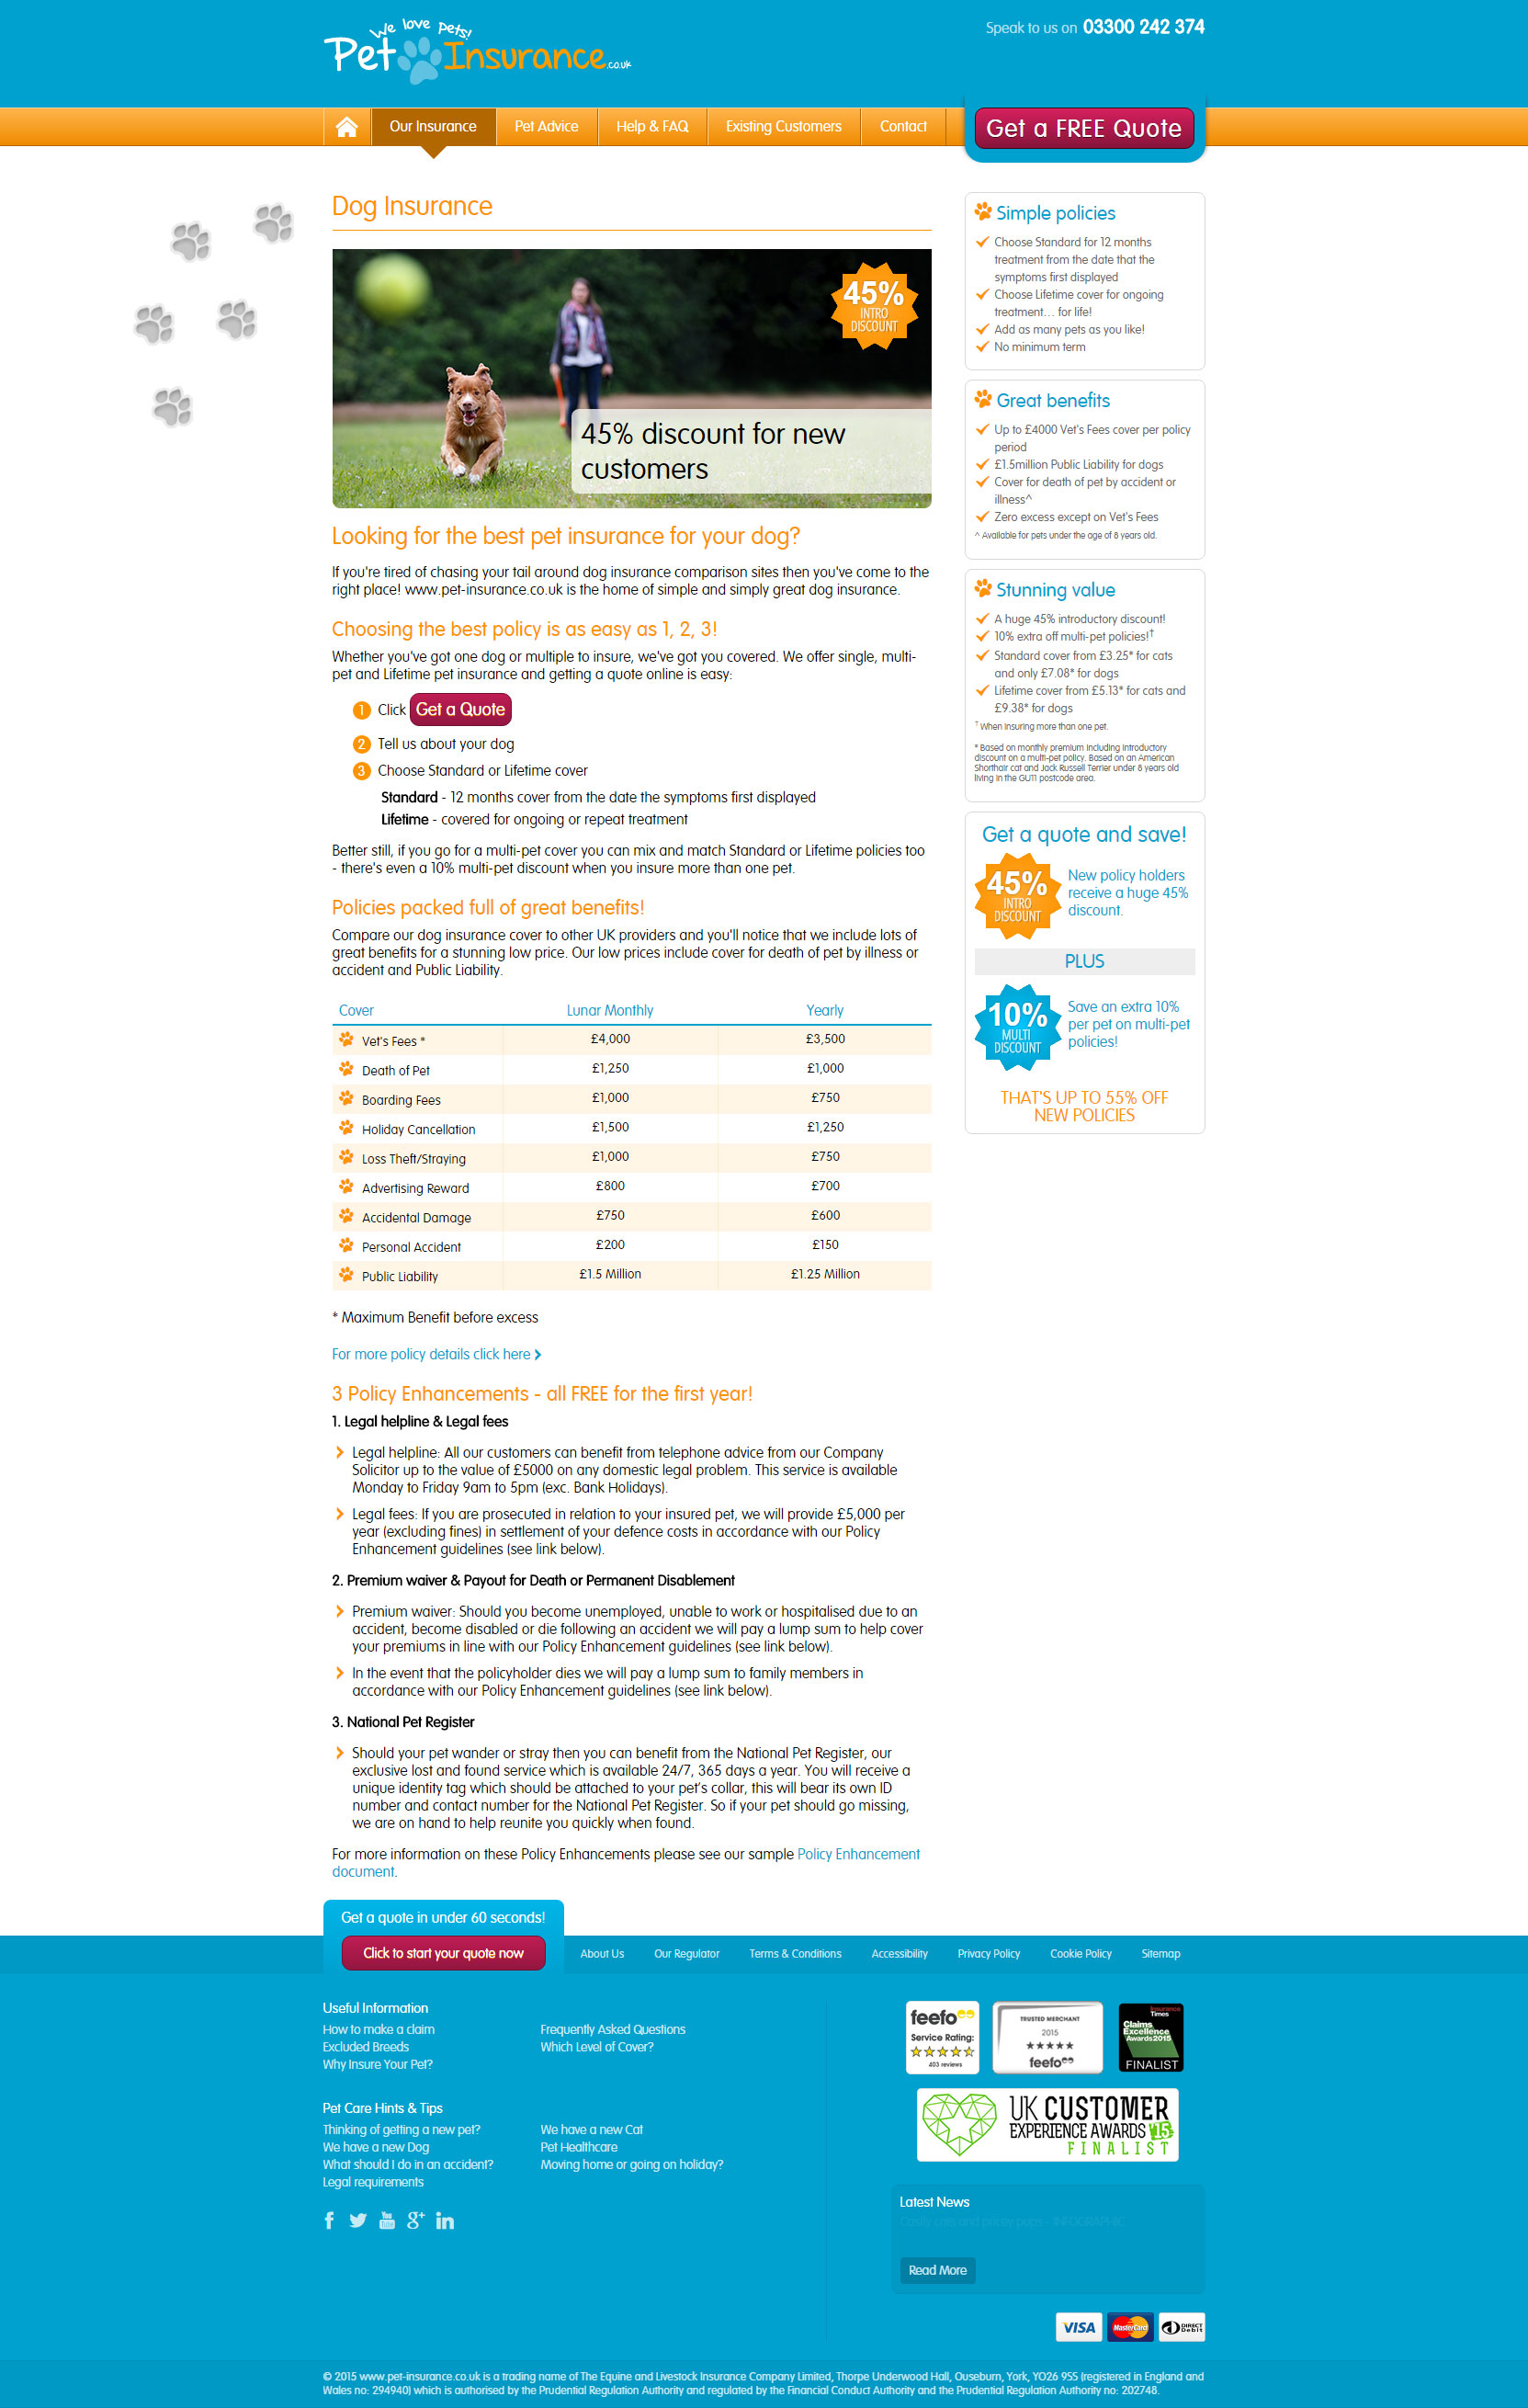 We love Pets!
Pet Insurance.co.uk
Speak to us on 03300 242 374
Our Insurance
Pet Advice
Help & FAQ
Existing Customers
Contact
Get a FREE Quote
Dog Insurance
45%
INTRO
DISCOUNT
45% discount for new
customers
Looking for the best pet insurance for your dog?
If you're tired of chasing your tail around dog insurance comparison sites then you've come to the
right place! www.pet-insurance.co.uk is the home of simple and simply great dog insurance.
Choosing the best policy is as easy as 1, 2, 3!
Whether you've got one dog or multiple to insure, we've got you covered. We offer single, multi-
pet and Lifetime pet insurance and getting a quote online is easy:
1 Click Get a Quote
2 Tell us about your dog
3 Choose Standard or Lifetime cover
Standard - 12 months cover from the date the symptoms first displayed
Lifetime - covered for ongoing or repeat treatment
Better still, if you go for a multi-pet cover you can mix and match Standard or Lifetime policies too
- there's even a 10% multi-pet discount when you insure more than one pet.
Policies packed full of great benefits!
Compare our dog insurance cover to other UK providers and you'll notice that we include lots of
great benefits for a stunning low price. Our low prices include cover for death of pet by illness or
accident and Public Liability.
Cover Lunar Monthly Yearly
Vet's Fees * £4,000 £3,500
Death of Pet £1,250 £1,000
Boarding Fees £1,000 £750
Holiday Cancellation £1,500 £1,250
Loss Theft/Straying £1,000 £750
Advertising Reward £800 £700
Accidental Damage £750 £600
Personal Accident £200 £150
Public Liability £1.5 Million £1.25 Million
* Maximum Benefit before excess
For more policy details click here
3 Policy Enhancements - all FREE for the first year!
1. Legal helpline & Legal fees
Legal helpline: All our customers can benefit from telephone advice from our Company
Solicitor up to the value of £5000 on any domestic legal problem. This service is available
Monday to Friday 9am to 5pm (exc. Bank Holidays).
Legal fees: If you are prosecuted in relation to your insured pet, we will provide £5,000 per
year (excluding fines) in settlement of your defence costs in accordance with our Policy
Enhancement guidelines (see link below).
2. Premium waiver & Payout for Death or Permanent Disablement
Premium waiver: Should you become unemployed, unable to work or hospitalised due to an
accident, become disabled or die following an accident we will pay a lump sum to help cover
your premiums in line with our Policy Enhancement guidelines (see link below).
In the event that the policyholder dies we will pay a lump sum to family members in
accordance with our Policy Enhancement guidelines (see link below).
3. National Pet Register
Should your pet wander or stray then you can benefit from the National Pet Register, our
exclusive lost and found service which is available 24/7, 365 days a year. You will receive a
unique identity tag which should be attached to your pet's collar, this will bear its own ID
number and contact number for the National Pet Register. So if your pet should go missing,
we are on hand to help reunite you quickly when found.
For more information on these Policy Enhancements please see our sample Policy Enhancement
document.
Simple policies
Choose Standard for 12 months
treatment from the date that the
symptoms first displayed
Choose Lifetime cover for ongoing
treatment... for life!
Add as many pets as you like!
No minimum term
Great benefits
Up to £4000 Vet's Fees cover per policy
period
£1.5million Public Liability for dogs
Cover for death of pet by accident or
illness^
Zero excess except on Vet's Fees
^ Available for pets under the age of 8 years old.
Stunning value
A huge 45% introductory discount!
10% extra off multi-pet policies!†
Standard cover from £3.25* for cats
and only £7.08* for dogs
Lifetime cover from £5.13* for cats and
£9.38* for dogs
† When insuring more than one pet.
* Based on monthly premium including introductory
discount on a multi-pet policy. Based on an American
Shorthair cat and Jack Russell Terrier under 8 years old
living in the GU11 postcode area.
Get a quote and save!
45%
INTRO
DISCOUNT
New policy holders
receive a huge 45%
discount.
PLUS
10%
MULTI
DISCOUNT
Save an extra 10%
per pet on multi-pet
policies!
THAT'S UP TO 55% OFF
NEW POLICIES
Get a quote in under 60 seconds!
Click to start your quote now
About Us
Our Regulator
Terms & Conditions
Accessibility
Privacy Policy
Cookie Policy
Sitemap
Useful Information
How to make a claim
Excluded Breeds
Why Insure Your Pet?
Frequently Asked Questions
Which Level of Cover?
Pet Care Hints & Tips
Thinking of getting a new pet?
We have a new Dog
What should I do in an accident?
Legal requirements
We have a new Cat
Pet Healthcare
Moving home or going on holiday?
feefo
Service Rating:
403 reviews
TRUSTED MERCHANT
2015
feefo
Insurance
Times
Claims
Excellence
Awards2015
FINALIST
UK CUSTOMER
EXPERIENCE AWARDS '15
FINALIST
Latest News
Costly cats and pricey pups - INFOGRAPHIC
Read More
VISA
MasterCard
DIRECT
Debit
© 2015 www.pet-insurance.co.uk is a trading name of The Equine and Livestock Insurance Company Limited, Thorpe Underwood Hall, Ouseburn, York, YO26 9SS (registered in England and
Wales no: 294940) which is authorised by the Prudential Regulation Authority and regulated by the Financial Conduct Authority and the Prudential Regulation Authority no: 202748.